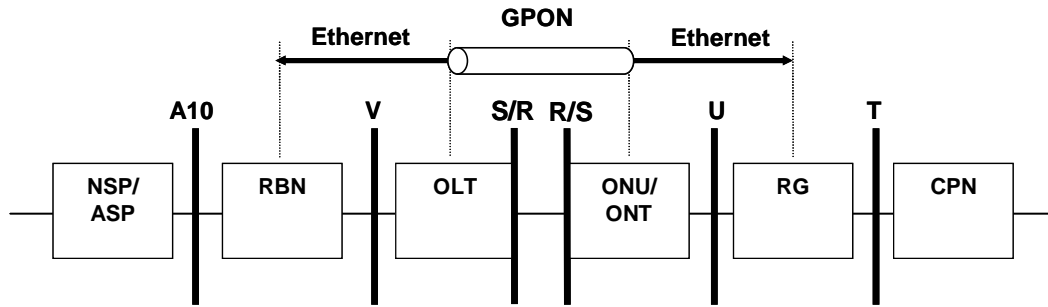 GPON
Ethernet
Ethernet
A10
V
S/R
R/S
U
T
NSP/
ASP
RBN
OLT
ONU/
ONT
RG
CPN